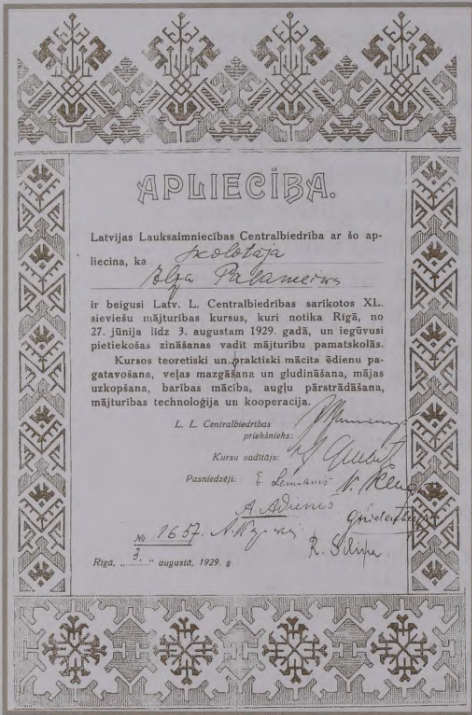 APLIECĪBA.
Latvijas Lauksaimniecības Centralbiedrība ar šo ap-
liecina, ka skolotāja
ir beigusi Latv. L. Centralbiedrības sarīkotos XL.
sieviešu mājturības kursus, kuri notika Rīgā, no
27. jūnija līdz 3. augustam 1929. gadā, un ieguvusi
pietiekošas zināšanas vadīt mājturību pamatskolās.
Kursos teoretiski un praktiski mācīta ēdienu pa-
gatavošana, veļas mazgāšana un gludināšana, mājas
uzkopšana, barības mācība, augļu pārstrādāšana,
mājturības technoloģija un kooperacija.
L. L. Centralbiedrības
priekšnieks:
Kursu vadītājs:
Pasniedzēji:
№ 1657.
Rīgā, „3.“ augustā, 1929. g